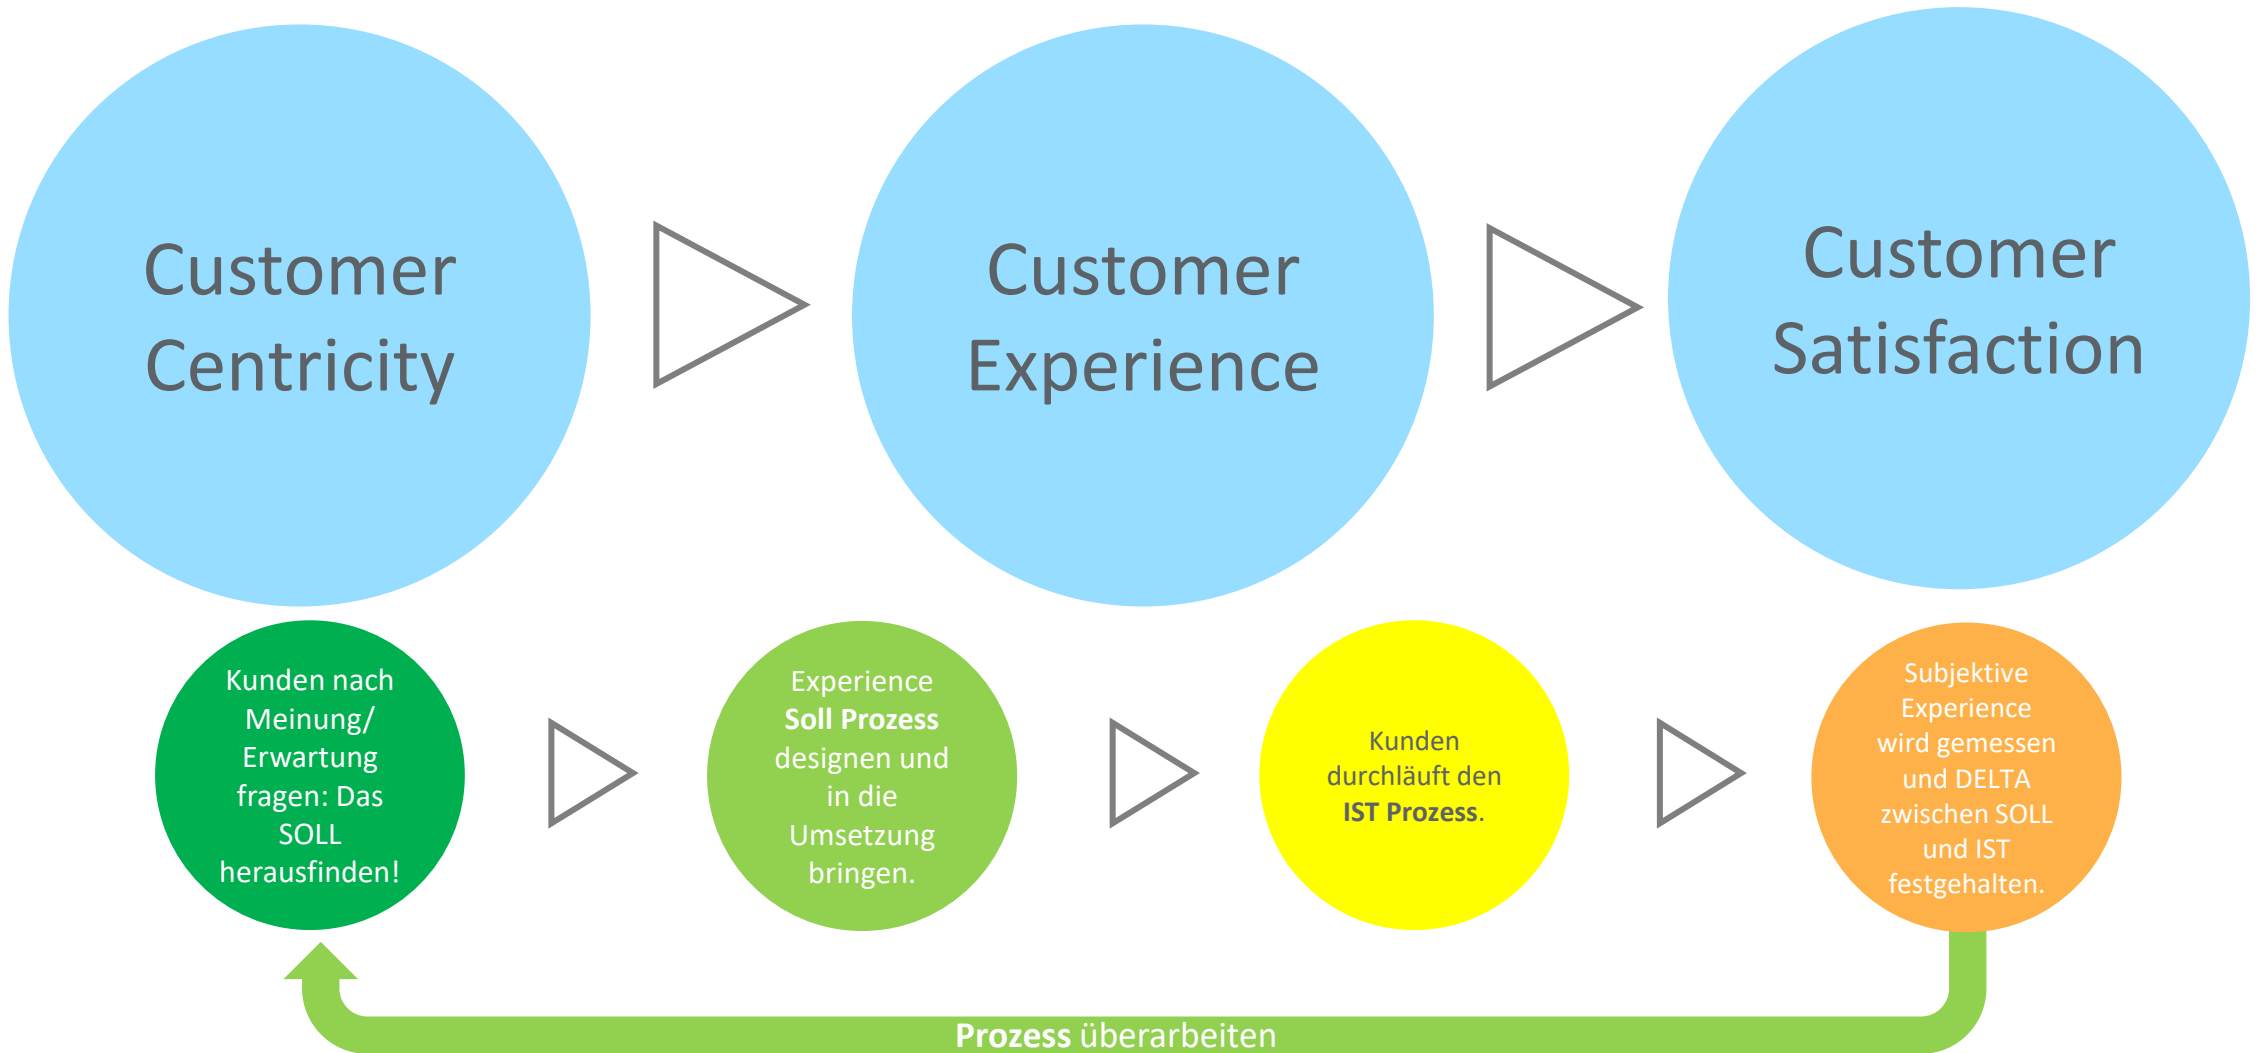 Customer
Centricity
Customer
Experience
Customer
Satisfaction
Kunden nach
Meinung/
Erwartung
fragen: Das
SOLL
herausfinden!
Experience
Soll Prozess
designen und
in die
Umsetzung
bringen.
Kunden
durchläuft den
IST Prozess.
Subjektive
Experience
wird gemessen
und DELTA
zwischen SOLL
und IST
festgehalten.
Prozess überarbeiten